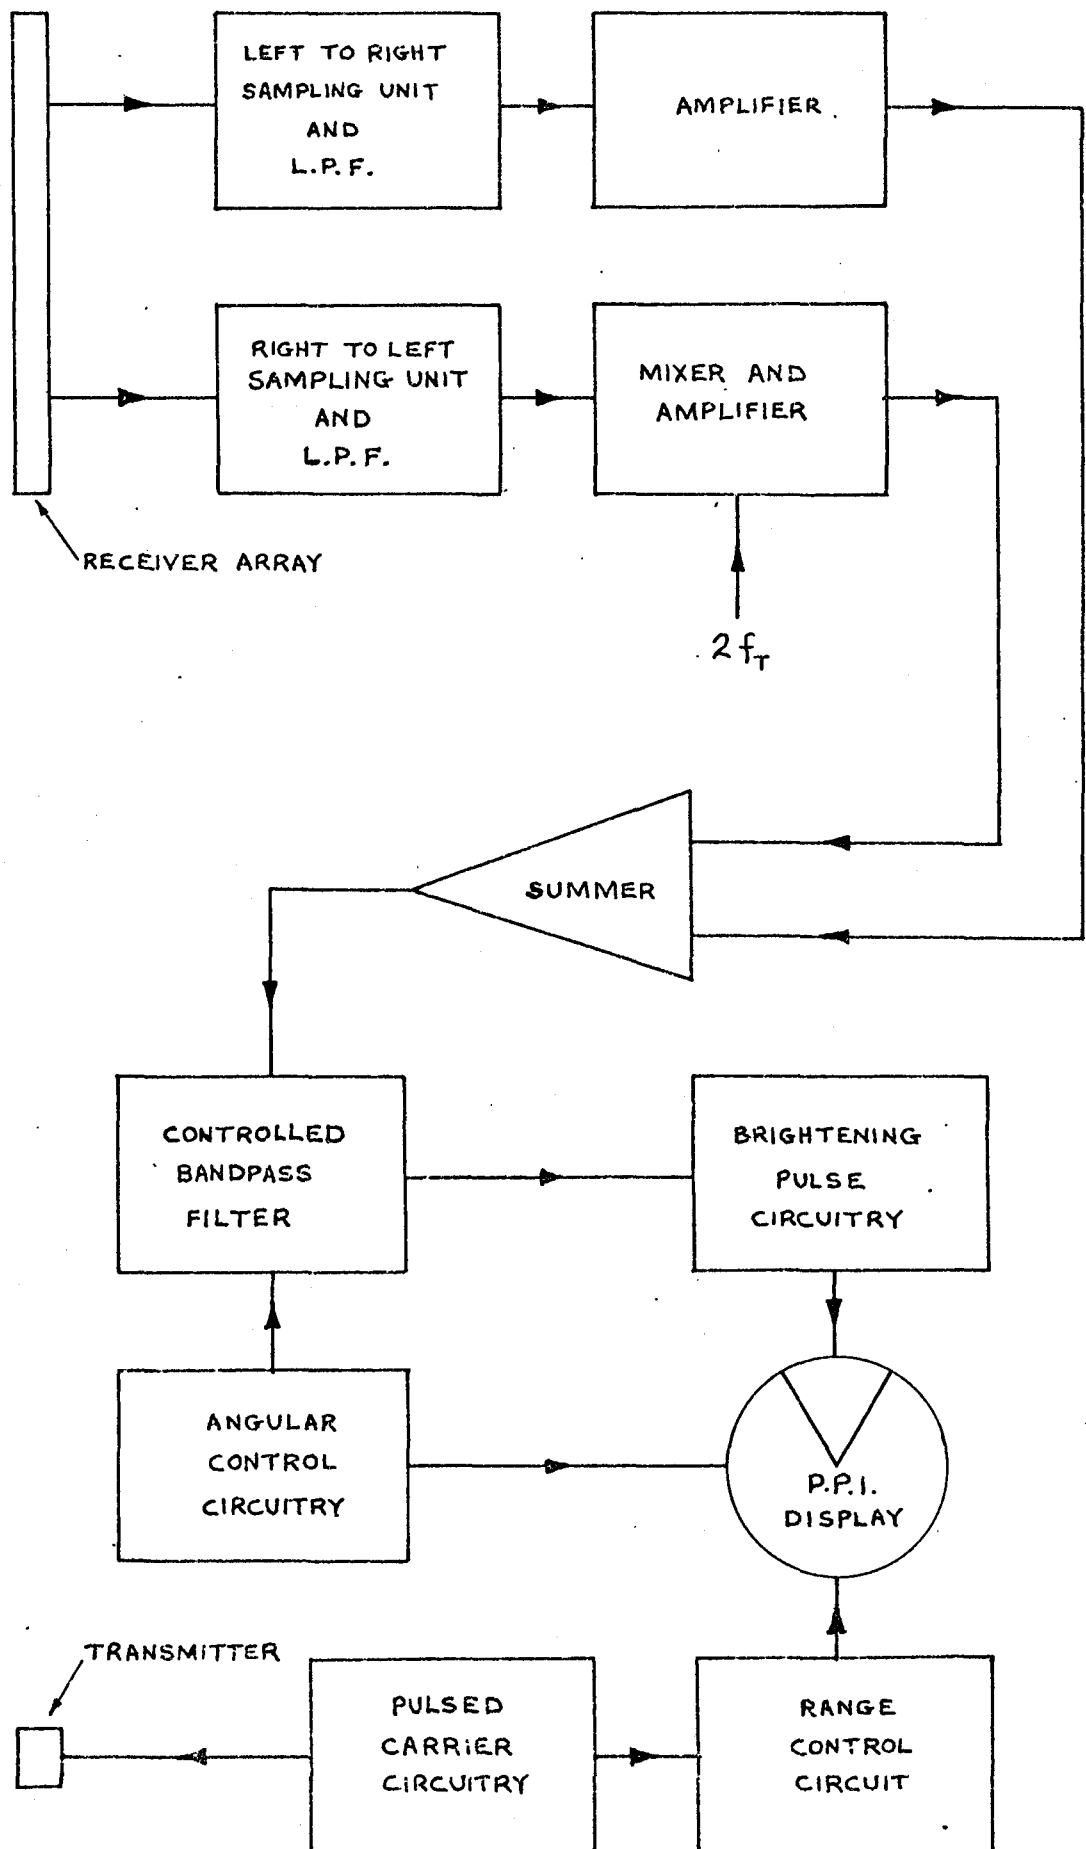 LEFT TO RIGHT
SAMPLING UNIT
AND
L.P.F.
AMPLIFIER
RIGHT TO LEFT
SAMPLING UNIT
AND
L.P.F.
MIXER AND
AMPLIFIER
RECEIVER ARRAY
2f_T
SUMMER
CONTROLLED
BANDPASS
FILTER
BRIGHTENING
PULSE
CIRCUITRY
ANGULAR
CONTROL
CIRCUITRY
P.P.I.
DISPLAY
TRANSMITTER
PULSED
CARRIER
CIRCUITRY
RANGE
CONTROL
CIRCUIT